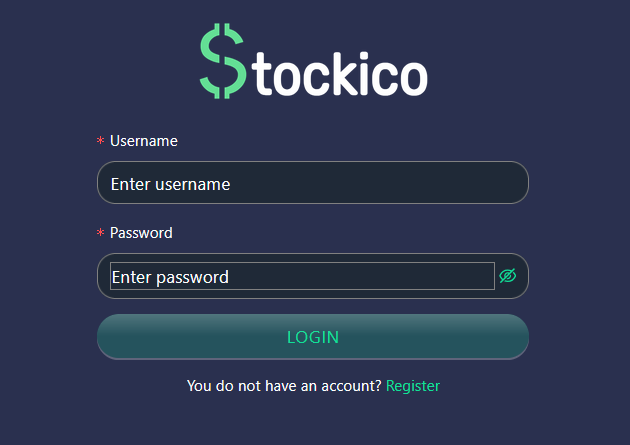 $tockico
* Username
Enter username
* Password
Enter password
LOGIN
You do not have an account? Register